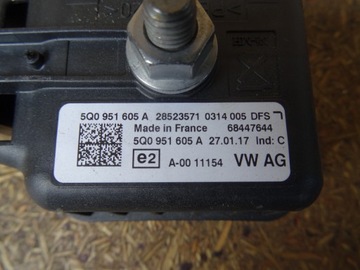 5Q0 951 605 A 28523571 0314 005 DFS
Made in France 68447644
5Q0 951 605 A 27.01.17 Ind: C
e2 A-00 11154 VW AG